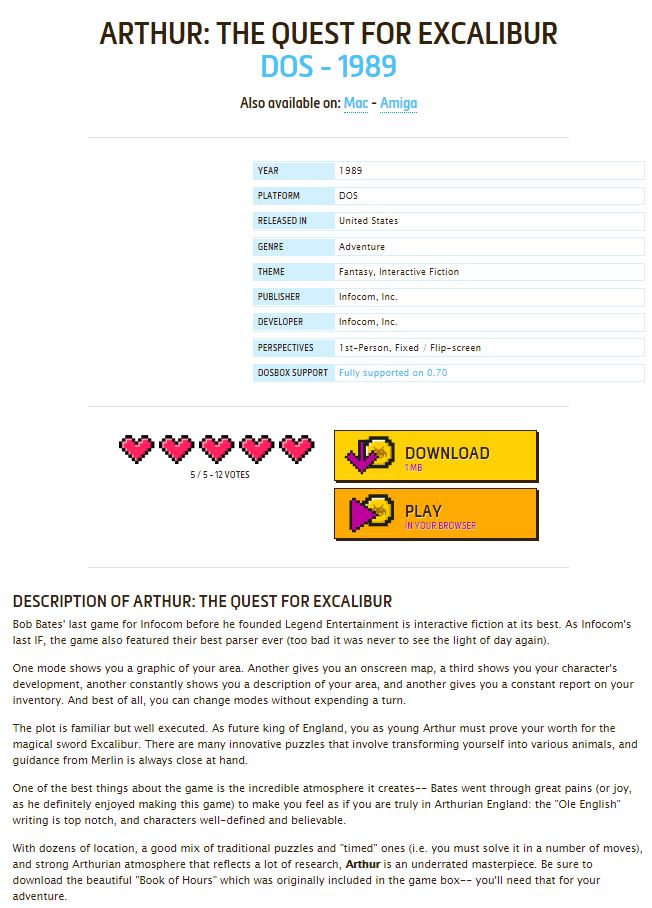 ARTHUR: THE QUEST FOR EXCALIBUR
DOS - 1989
Also available on: Mac - Amiga
YEAR 1989
PLATFORM DOS
RELEASED IN United States
GENRE Adventure
THEME Fantasy, Interactive Fiction
PUBLISHER Infocom, Inc.
DEVELOPER Infocom, Inc.
PERSPECTIVES 1st-Person, Fixed / Flip-screen
DOSBOX SUPPORT Fully supported on 0.70
5 / 5 - 12 VOTES
DOWNLOAD
1 MB
PLAY
IN YOUR BROWSER
DESCRIPTION OF ARTHUR: THE QUEST FOR EXCALIBUR
Bob Bates' last game for Infocom before he founded Legend Entertainment is interactive fiction at its best. As Infocom's
last IF, the game also featured their best parser ever (too bad it was never to see the light of day again).
One mode shows you a graphic of your area. Another gives you an onscreen map, a third shows you your character's
development, another constantly shows you a description of your area, and another gives you a constant report on your
inventory. And best of all, you can change modes without expending a turn.
The plot is familiar but well executed. As future king of England, you as young Arthur must prove your worth for the
magical sword Excalibur. There are many innovative puzzles that involve transforming yourself into various animals, and
guidance from Merlin is always close at hand.
One of the best things about the game is the incredible atmosphere it creates-- Bates went through great pains (or joy,
as he definitely enjoyed making this game) to make you feel as if you are truly in Arthurian England: the "Ole English"
writing is top notch, and characters well-defined and believable.
With dozens of location, a good mix of traditional puzzles and "timed" ones (i.e. you must solve it in a number of moves),
and strong Arthurian atmosphere that reflects a lot of research, Arthur is an underrated masterpiece. Be sure to
download the beautiful "Book of Hours" which was originally included in the game box-- you'll need that for your
adventure.